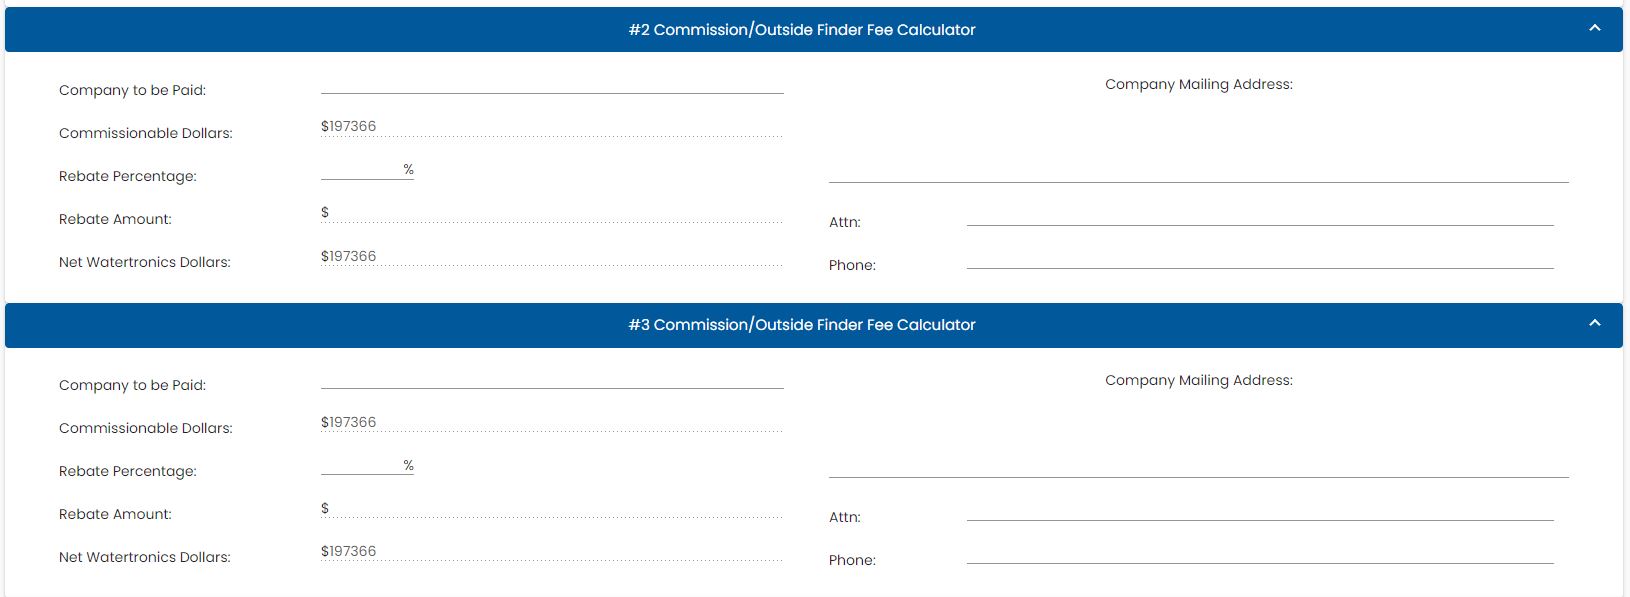 #2 Commission/Outside Finder Fee Calculator
Company to be Paid:
Company Mailing Address:
Commissionable Dollars: $197366
Rebate Percentage: %
Rebate Amount: $
Attn:
Net Watertronics Dollars: $197366
Phone:
#3 Commission/Outside Finder Fee Calculator
Company to be Paid:
Company Mailing Address:
Commissionable Dollars: $197366
Rebate Percentage: %
Rebate Amount: $
Attn:
Net Watertronics Dollars: $197366
Phone: